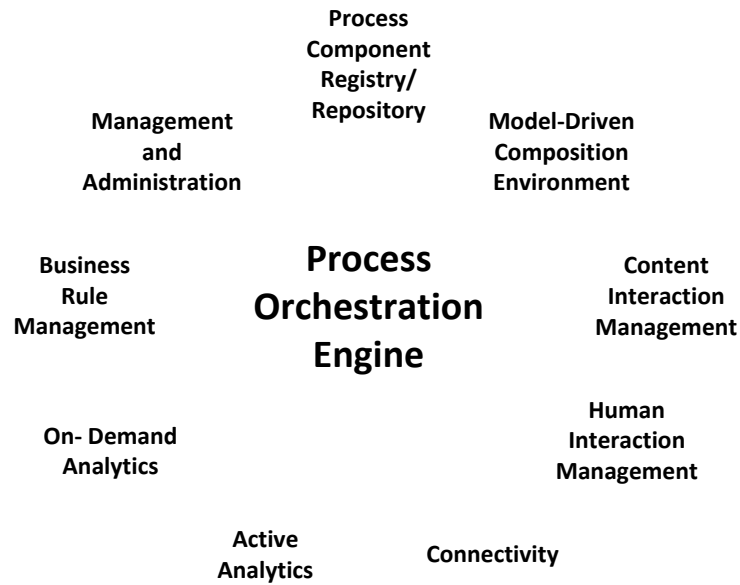 Process
Component
Registry/
Repository
Management
and
Administration
Model-Driven
Composition
Environment
Business
Rule
Management
Process
Orchestration
Engine
Content
Interaction
Management
On- Demand
Analytics
Human
Interaction
Management
Active
Analytics
Connectivity